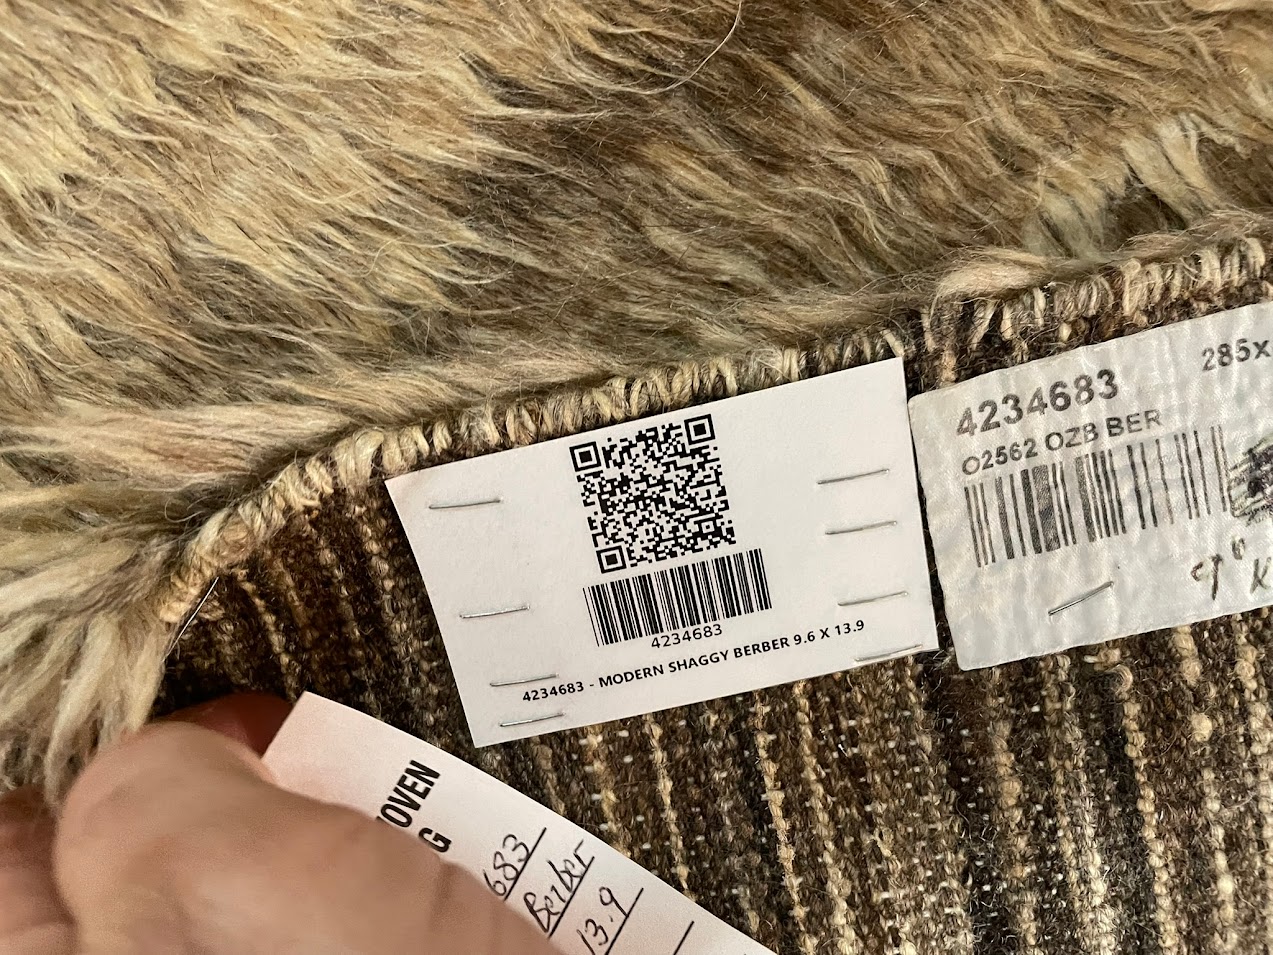 4234683
4234683 - MODERN SHAGGY BERBER 9.6 X 13.9
4234683
285x
O2562 OZB BER
OVEN
G
683
Berber
13.9